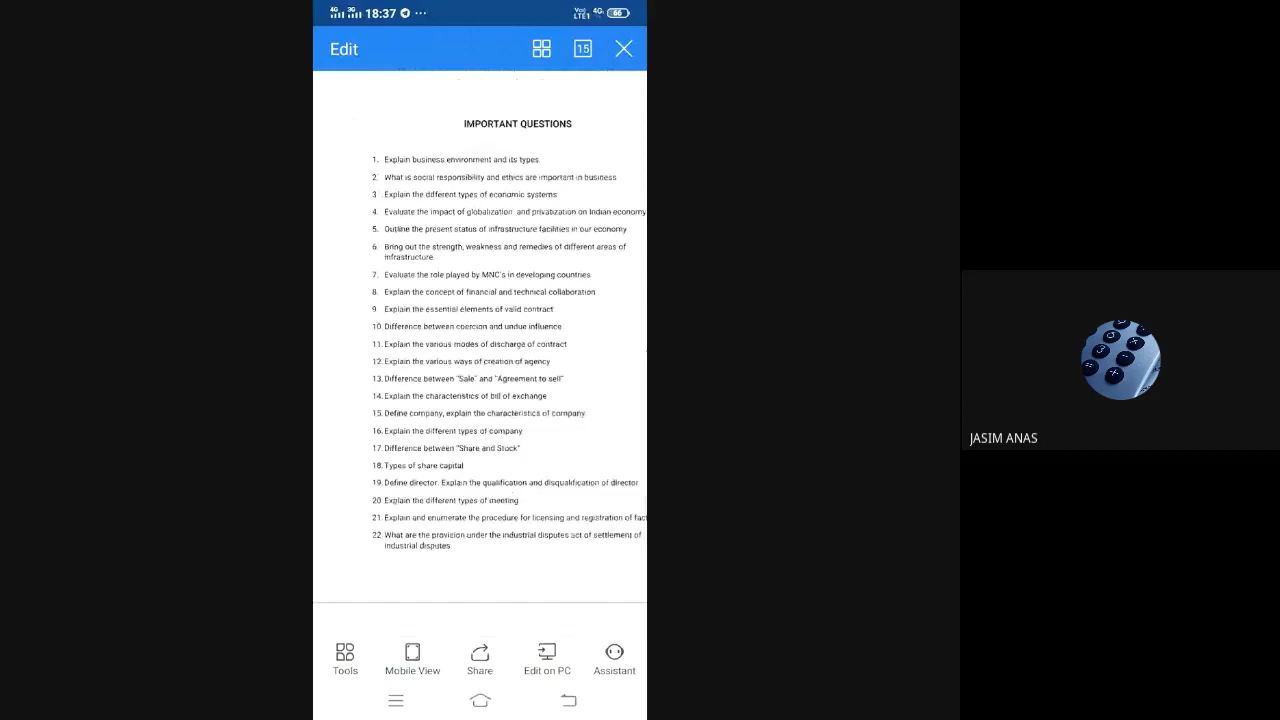 4G 3G 18:37 ...
Vo) LTE1 4G 66
Edit
15
IMPORTANT QUESTIONS
1. Explain business environment and its types.
2. What is social responsibility and ethics are important in business
3 Explain the different types of economic systems
4. Evaluate the impact of globalization and privatization on Indian economy
5. Outline the present status of infrastructure facilities in our economy
6. Bring out the strength, weakness and remedies of different areas of
infrastructure
7. Evaluate the role played by MNC's in developing countries
8. Explain the concept of financial and technical collaboration
9 Explain the essential elements of valid contract
10. Difference between coercion and undue influence
11. Explain the various modes of discharge of contract
12. Explain the various ways of creation of agency
13. Difference between "Sale" and "Agreement to sell"
14. Explain the characteristics of bill of exchange
15. Define company, explain the characteristics of company
16. Explain the different types of company
17. Difference between "Share and Stock"
18. Types of share capital
19. Define director. Explain the qualification and disqualification of director
20 Explain the different types of meeting
21. Explain and enumerate the procedure for licensing and registration of fact
22. What are the provision under the industrial disputes act of settlement of
industrial disputes
Tools Mobile View Share Edit on PC Assistant
JASIM ANAS